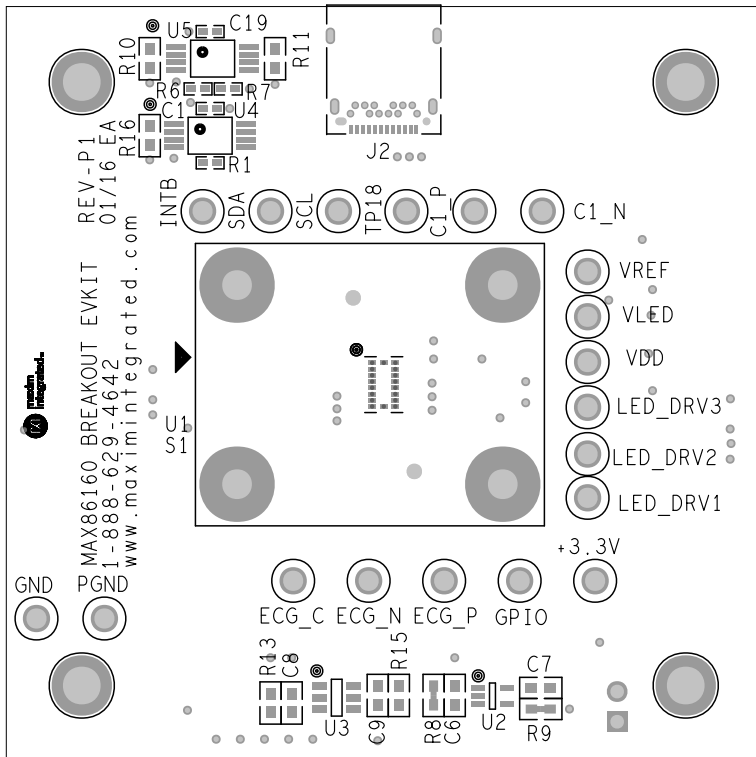 U5
C19
R10
R11
R6
R7
C1
U4
R16
R1
J2
REV-P1
01/16 EA
INTB
SDA
SCL
TP18
C1_P
C1_N
VREF
VLED
VDD
LED_DRV3
LED_DRV2
LED_DRV1
+3.3V
maxim
integrated™
MAX86160 BREAKOUT EVKIT
1-888-629-4642
www.maximintegrated.com
U1
S1
GND
PGND
ECG_C
ECG_N
ECG_P
GPIO
R13
C8
U3
C9
R15
R8
C6
U2
C7
R9